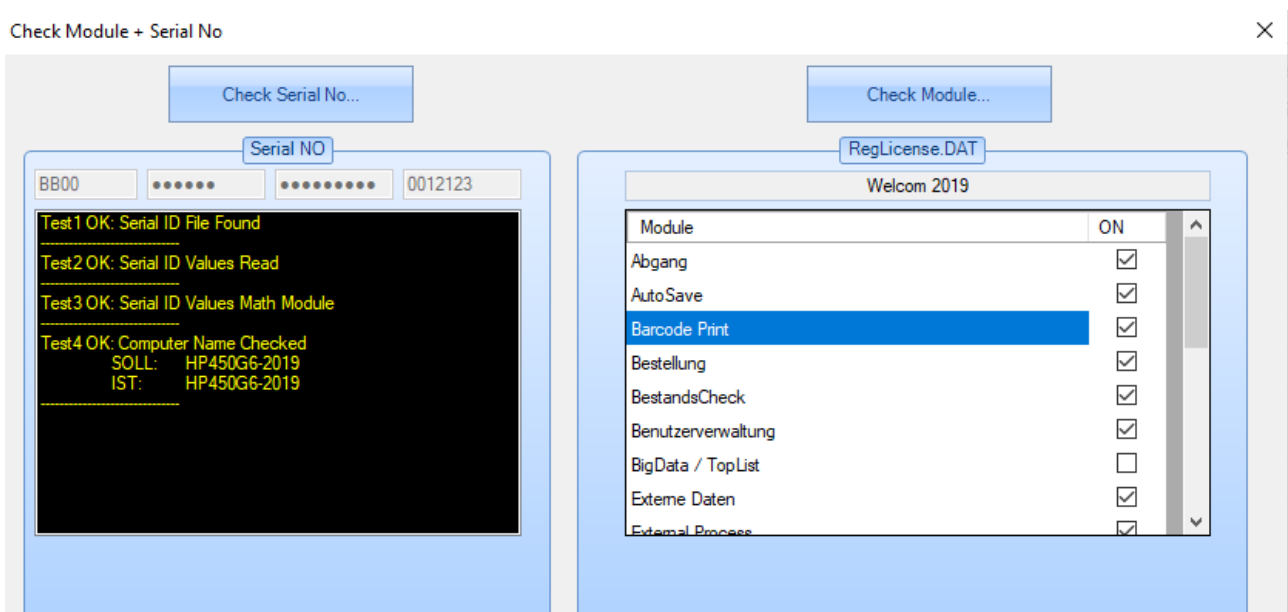 Check Module + Serial No
Check Serial No...
Check Module...
Serial NO
BB00 ●●●●●● ●●●●●●●●● 0012123
Test1 OK: Serial ID File Found
------------------------------
Test2 OK: Serial ID Values Read
------------------------------
Test3 OK: Serial ID Values Math Module
------------------------------
Test4 OK: Computer Name Checked
SOLL: HP450G6-2019
IST: HP450G6-2019
------------------------------
RegLicense.DAT
Welcom 2019
Module ON
Abgang
AutoSave
Barcode Print
Bestellung
BestandsCheck
Benutzerverwaltung
BigData / TopList
Externe Daten
External Process